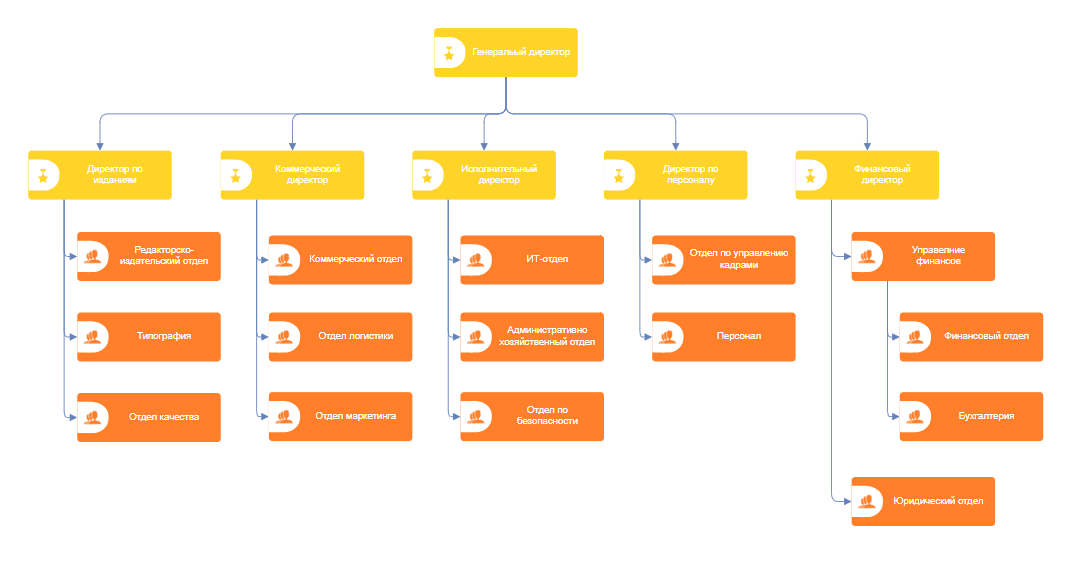 Генеральный директор
Директор по
изданиям
Коммерческий
директор
Исполнительный
директор
Директор по
персоналу
Финансовый
директор
Редакторско-
издательский отдел
Коммерческий отдел
ИТ-отдел
Отдел по управлению
кадрами
Управелние
финансов
Типография
Отдел логистики
Административно
хозяйственный отдел
Персонал
Финансовый отдел
Отдел качества
Отдел маркетинга
Отдел по
безопасности
Бухгалтерия
Юридический отдел